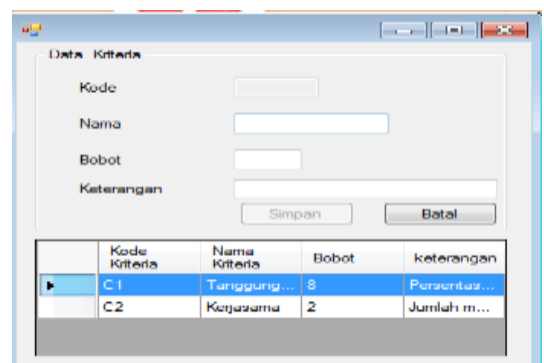 Data Kriteria
Kode
Nama
Bobot
Keterangan
Simpan Batal
Kode Kriteria Nama Kriteria Bobot keterangan
C1 Tanggung... 8 Persentas...
C2 Kerjasama 2 Jumlah m...